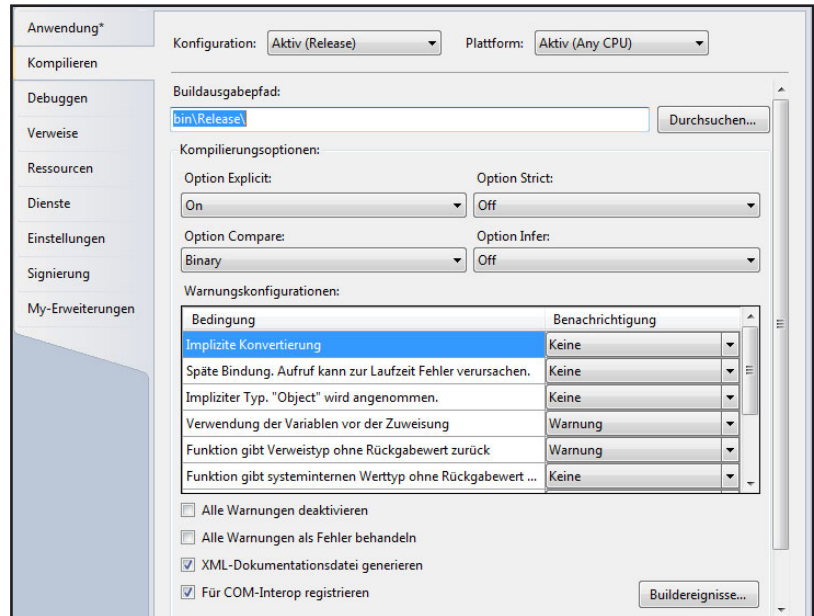 Anwendung*
Kompilieren
Debuggen
Verweise
Ressourcen
Dienste
Einstellungen
Signierung
My-Erweiterungen
Konfiguration: Aktiv (Release) Plattform: Aktiv (Any CPU)
Buildausgabepfad:
bin\Release\ Durchsuchen...
Kompilierungsoptionen:
Option Explicit: Option Strict:
On Off
Option Compare: Option Infer:
Binary Off
Warnungskonfigurationen:
Bedingung Benachrichtigung
Implizite Konvertierung Keine
Späte Bindung. Aufruf kann zur Laufzeit Fehler verursachen. Keine
Impliziter Typ. "Object" wird angenommen. Keine
Verwendung der Variablen vor der Zuweisung Warnung
Funktion gibt Verweistyp ohne Rückgabewert zurück Warnung
Funktion gibt systeminternen Werttyp ohne Rückgabewert ... Keine
Alle Warnungen deaktivieren
Alle Warnungen als Fehler behandeln
XML-Dokumentationsdatei generieren
Für COM-Interop registrieren Buildereignisse...